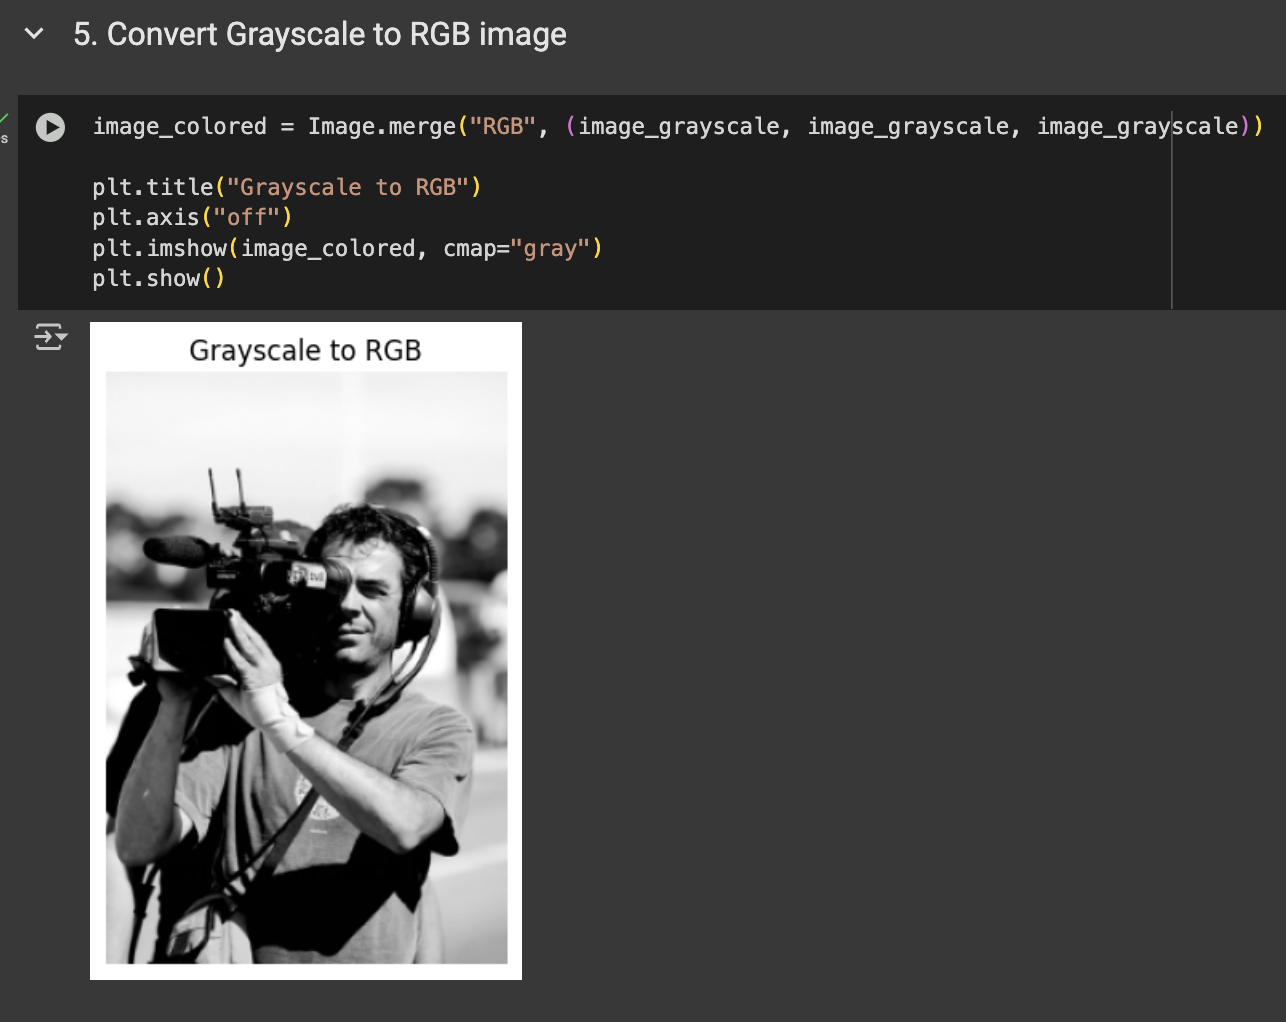 5. Convert Grayscale to RGB image
s
image_colored = Image.merge("RGB", (image_grayscale, image_grayscale, image_grayscale))
plt.title("Grayscale to RGB")
plt.axis("off")
plt.imshow(image_colored, cmap="gray")
plt.show()
Grayscale to RGB